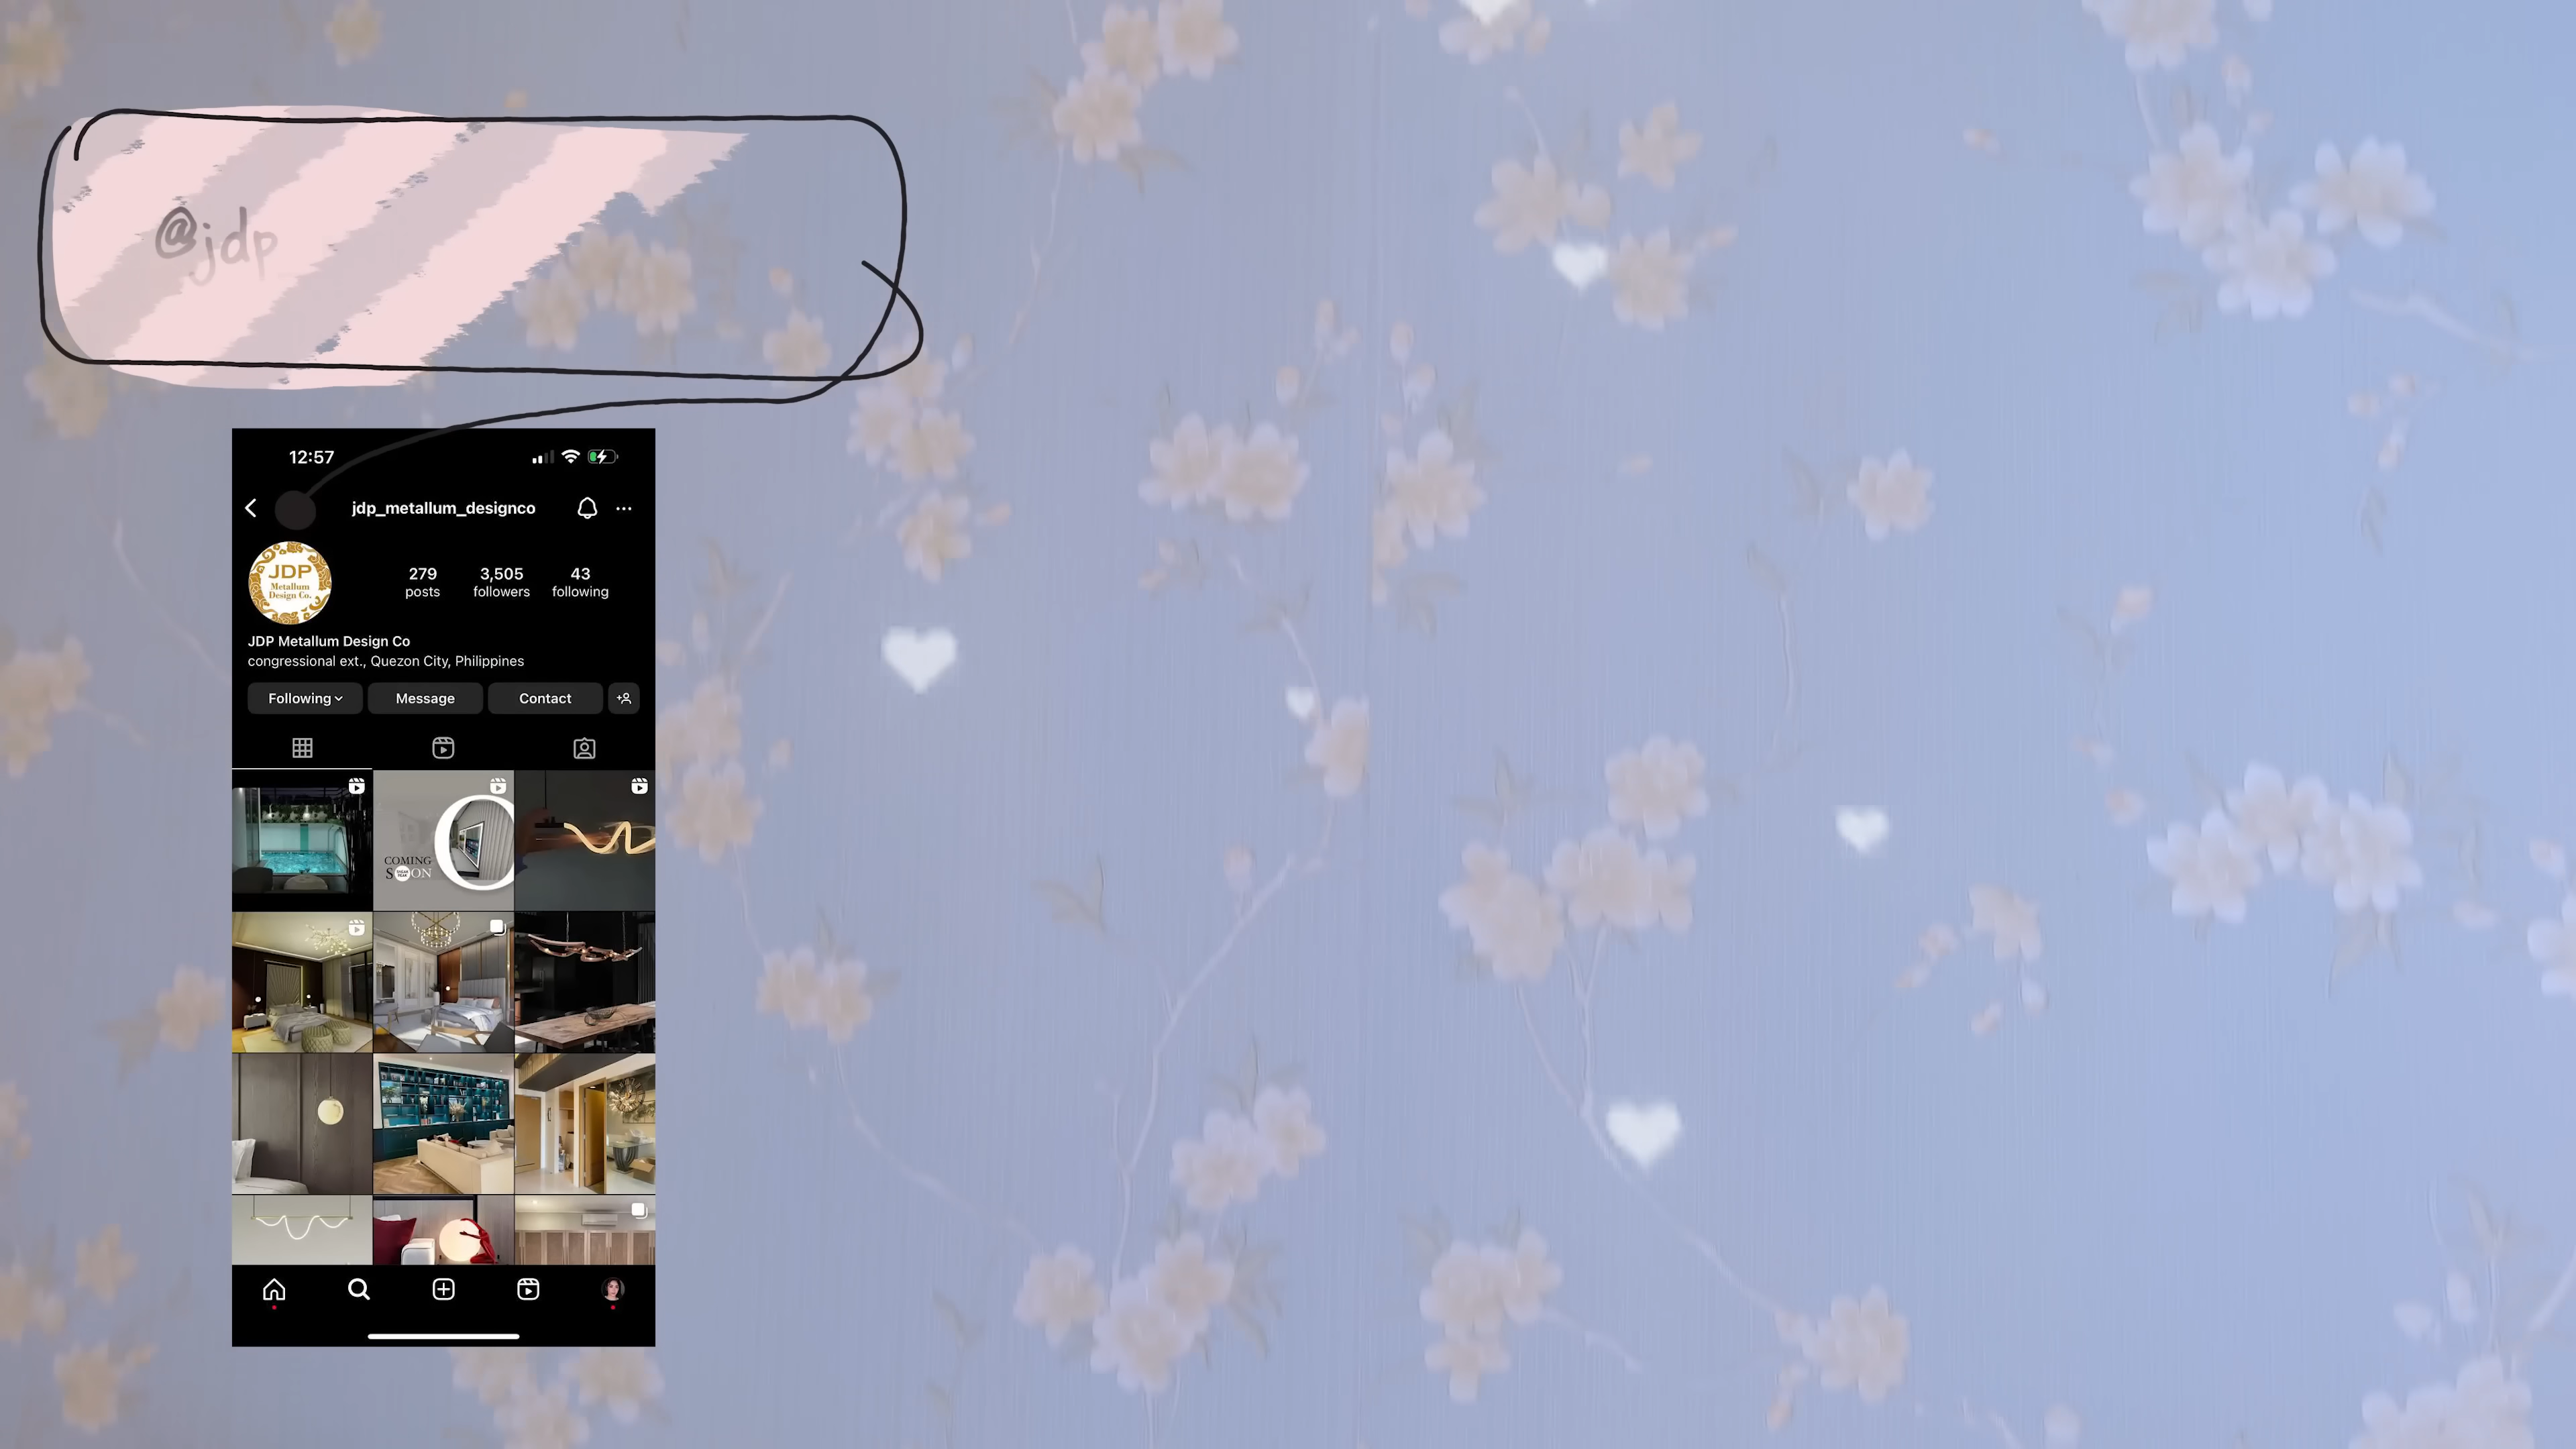 @jdp
12:57
jdp_metallum_designco
JDP
Metallum
Design Co.
279
posts
3,505
followers
43
following
JDP Metallum Design Co
congressional ext., Quezon City, Philippines
Following
Message
Contact
COMING
SOON